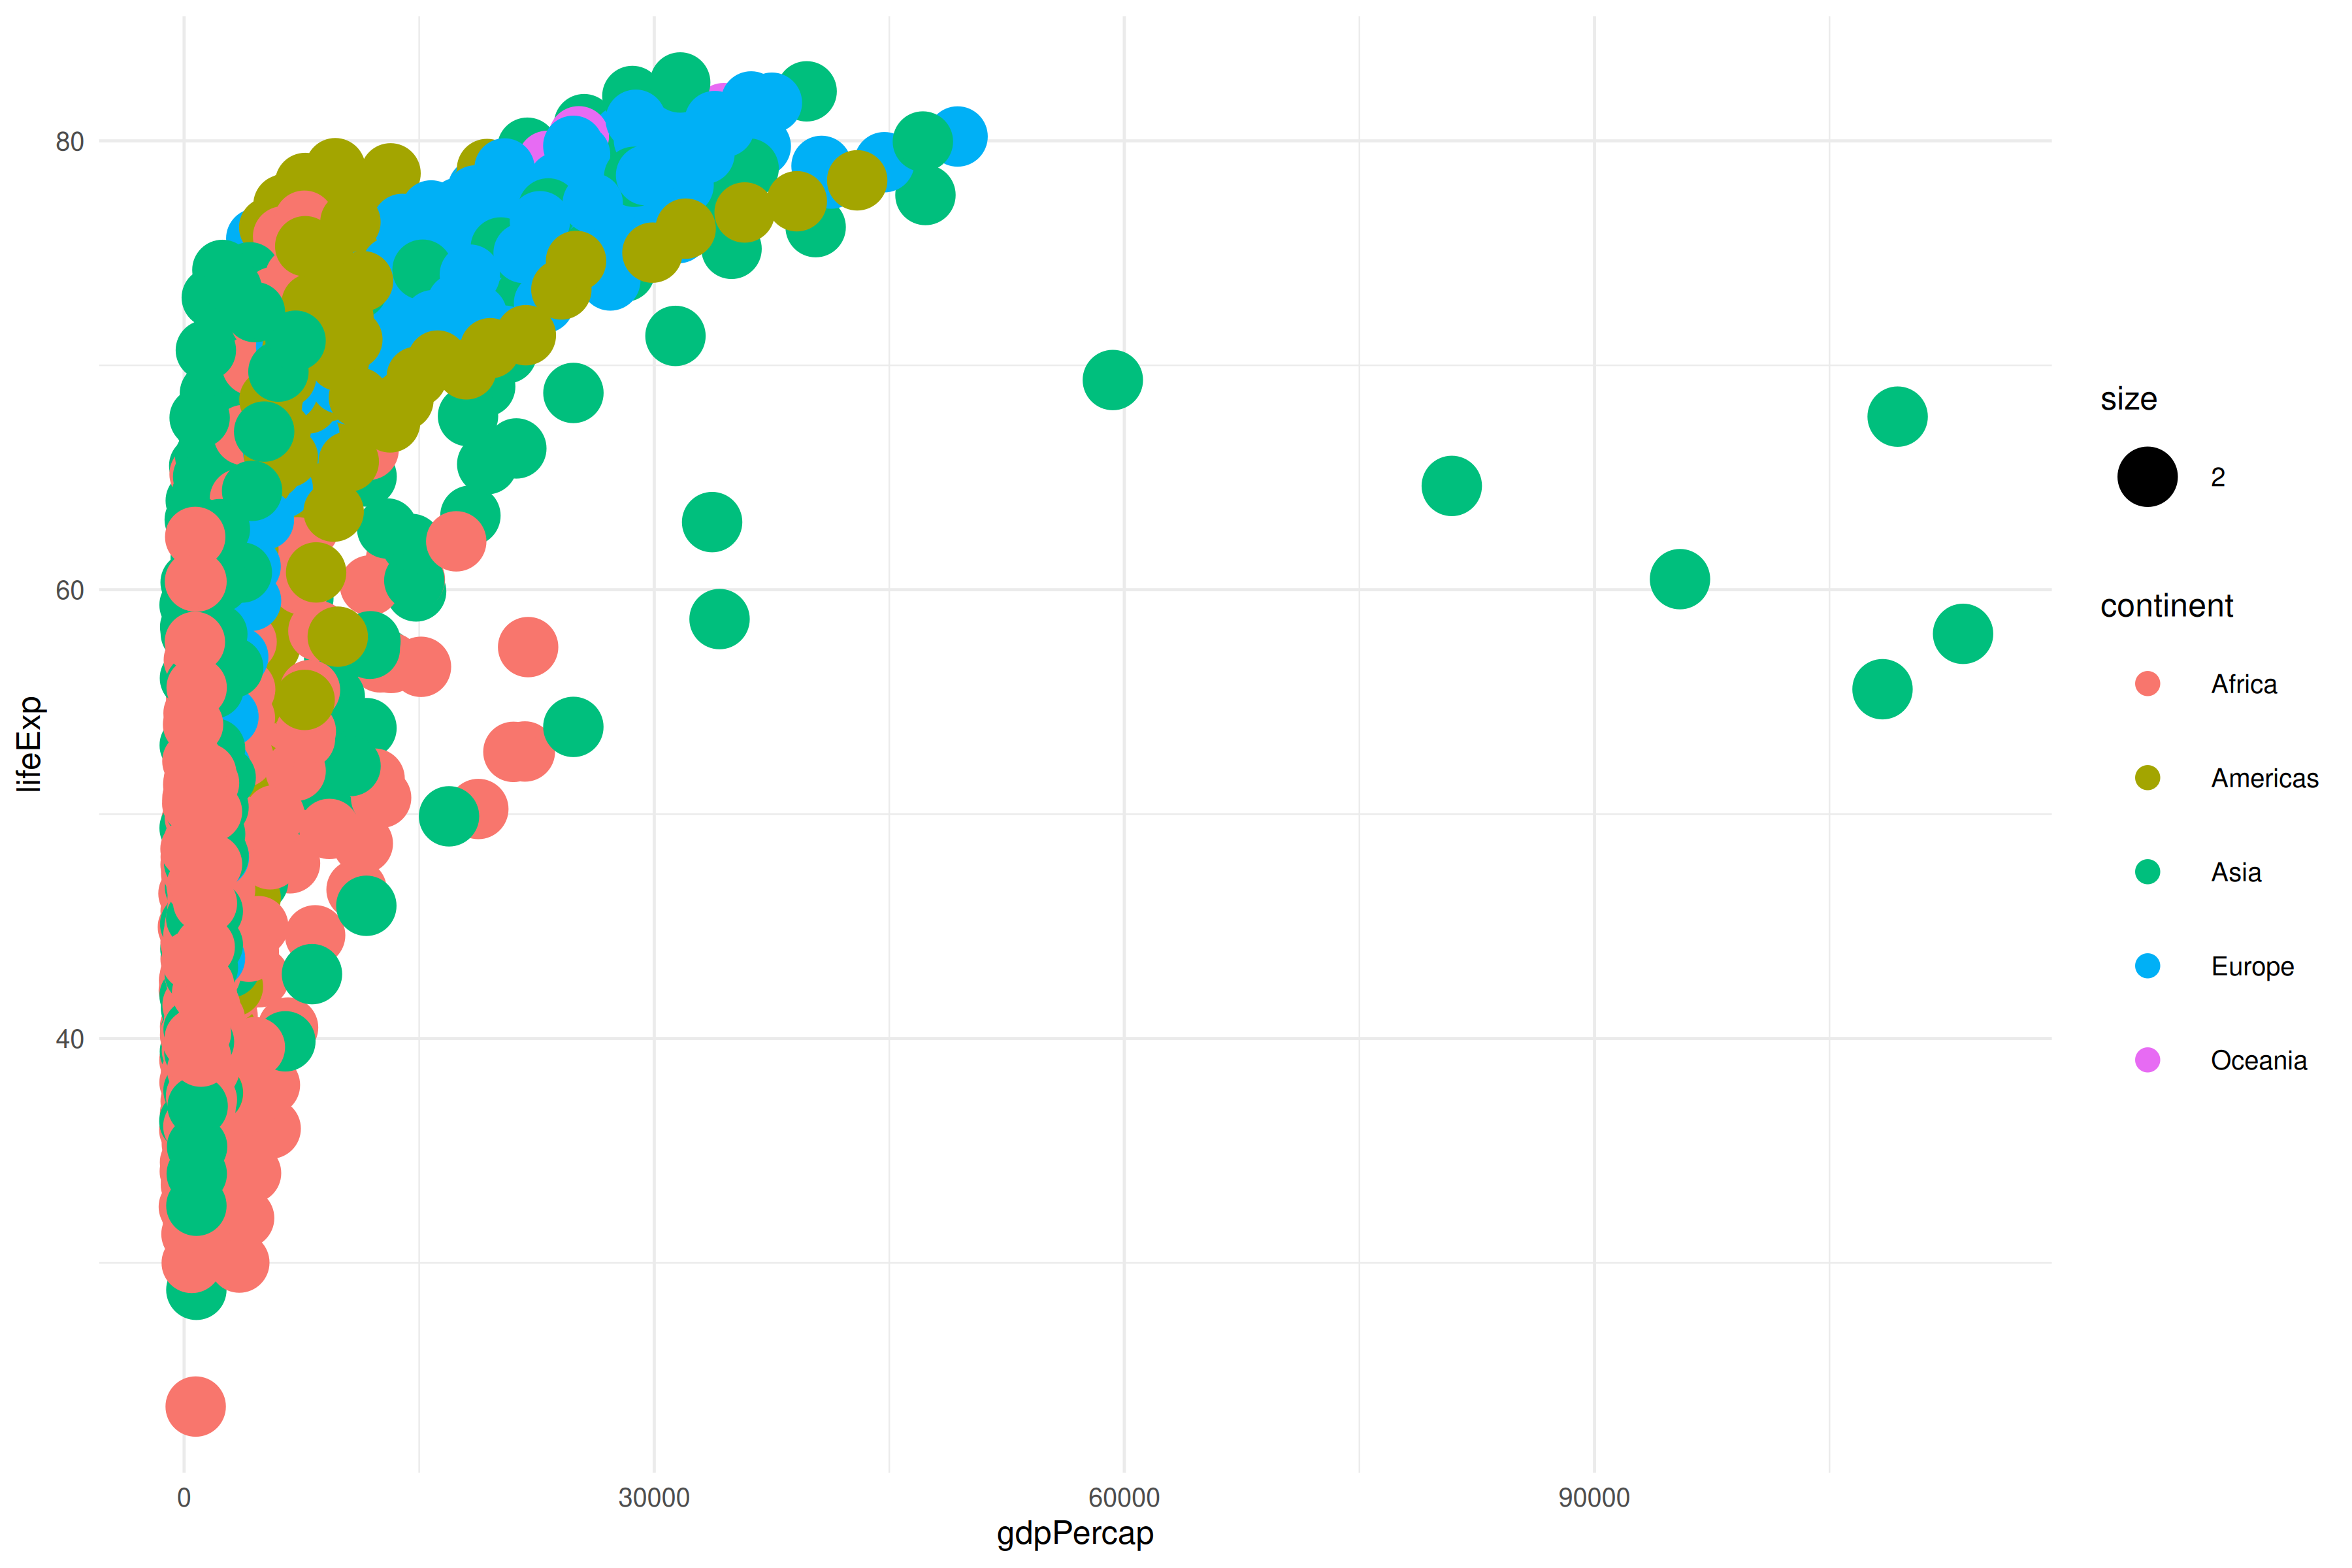 80
60
40
lifeExp
0 30000 60000 90000
gdpPercap
size
2
continent
Africa
Americas
Asia
Europe
Oceania